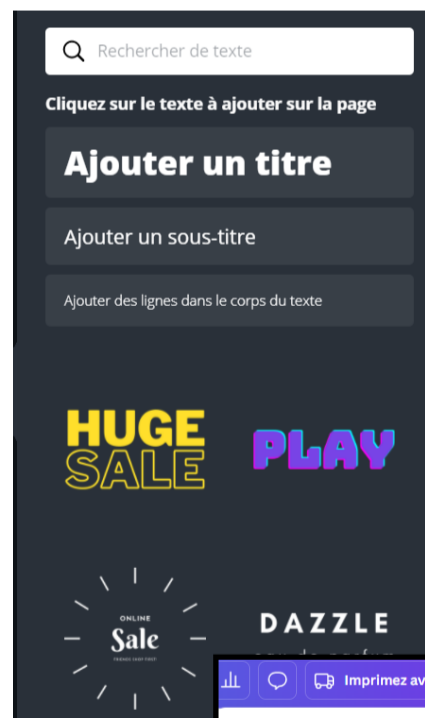 Rechercher de texte
Cliquez sur le texte à ajouter sur la page
Ajouter un titre
Ajouter un sous-titre
Ajouter des lignes dans le corps du texte
HUGE
SALE
PLAY
ONLINE
Sale
DAZZLE
Imprimez av